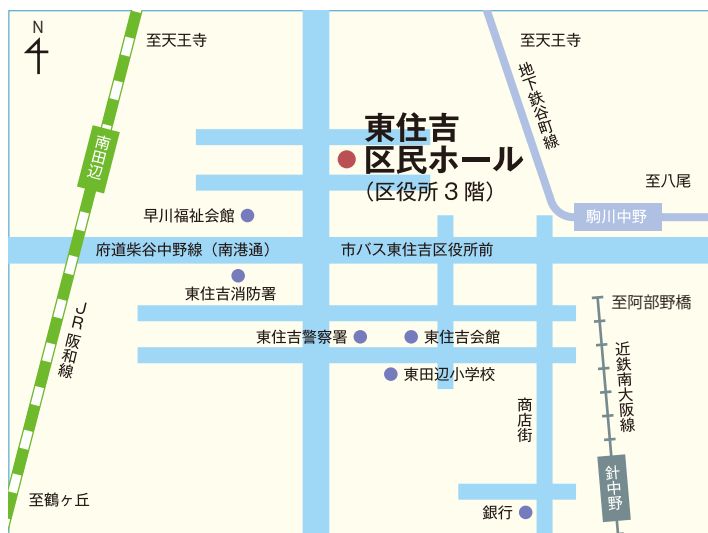 N
至天王寺
至天王寺
地下鉄谷町線
東住吉
区民ホール
(区役所3階)
南田辺
至八尾
駒川中野
早川福祉会館
府道柴谷中野線(南港通)
市バス東住吉区役所前
東住吉消防署
至阿部野橋
JR阪和線
東住吉警察署
東住吉会館
近鉄南大阪線
東田辺小学校
商店街
針中野
至鶴ヶ丘
銀行